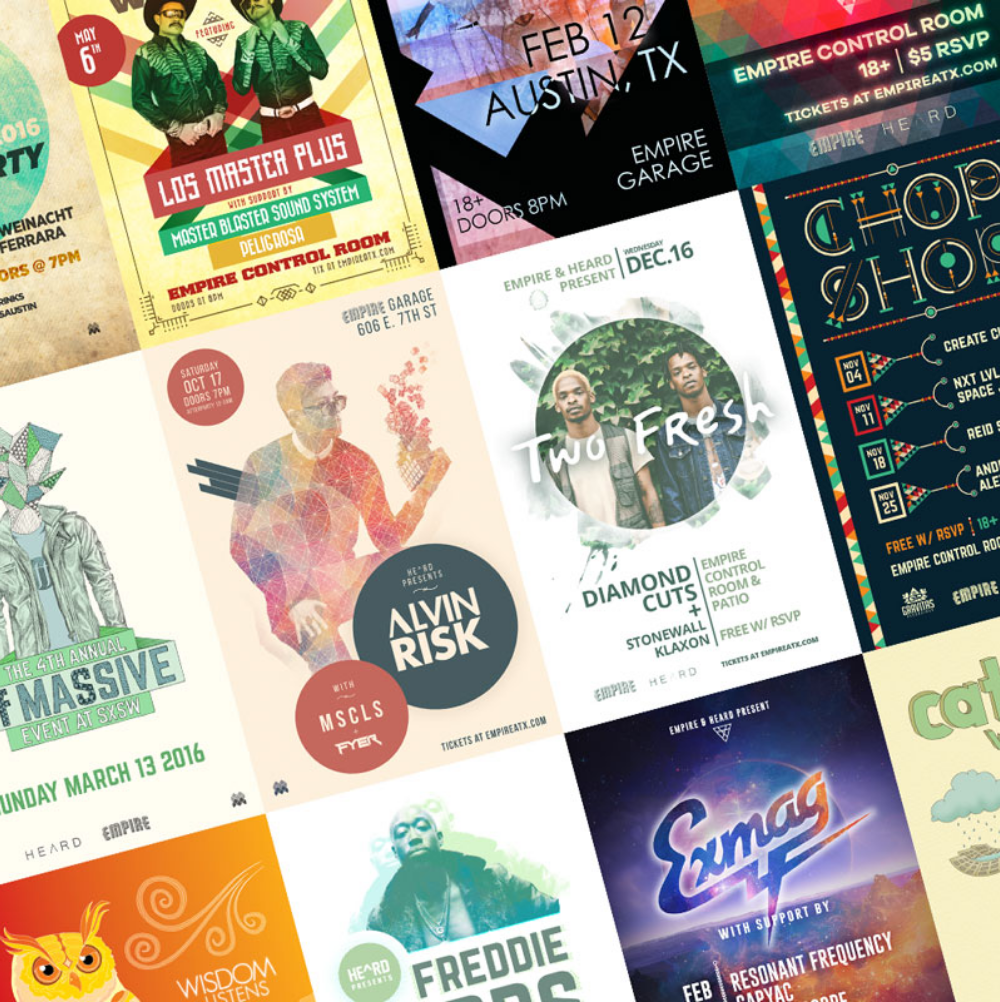 2016
RTY
WEINACHT
FERRARA
ORS @ 7PM
RINKS
SAUSTIN
MAY
6TH
FEATURING
LOS MASTER PLUS
WITH SUPPORT BY
MASTER BLASTER SOUND SYSTEM
PELIGROSA
EMPIRE CONTROL ROOM
DOORS AT 8PM
TIX AT EMPIREATX.COM
FEB 12
AUSTIN, TX
EMPIRE
GARAGE
18+
DOORS 8PM
EMPIRE CONTROL ROOM
18+ | $5 RSVP
TICKETS AT EMPIREATX.COM
EMPIRE HEARD
THE 4TH ANNUAL
F MASSIVE
EVENT AT SXSW
UNDAY MARCH 13 2016
HEARD EMPIRE
EMPIRE GARAGE
606 E. 7TH ST
SATURDAY
OCT 17
DOORS 7PM
HEARD
PRESENTS
ALVIN
RISK
WITH
MSCLS
+
FYER
TICKETS AT EMPIREATX.COM
EMPIRE & HEARD
PRESENT
WEDNESDAY
DEC.16
Two Fresh
DIAMOND
CUTS
+
STONEWALL
KLAXON
EMPIRE
CONTROL
ROOM &
PATIO
FREE W/ RSVP
TICKETS AT EMPIREATX.COM
EMPIRE HEARD
CHOP
SHOP
NOV
04
CREATE C
NOV
11
NXT LVL
SPACE
NOV
18
REID S
NOV
25
AND
ALE
FREE W/ RSVP | 18+
EMPIRE CONTROL ROO
GRAVITAS
EMPIRE
WISDOM
LISTENS
HEARD
PRESENTS
FREDDIE
EMPIRE & HEARD PRESENT
Exmag
WITH SUPPORT BY
FEB
RESONANT FREQUENCY
CAPYAC
cat